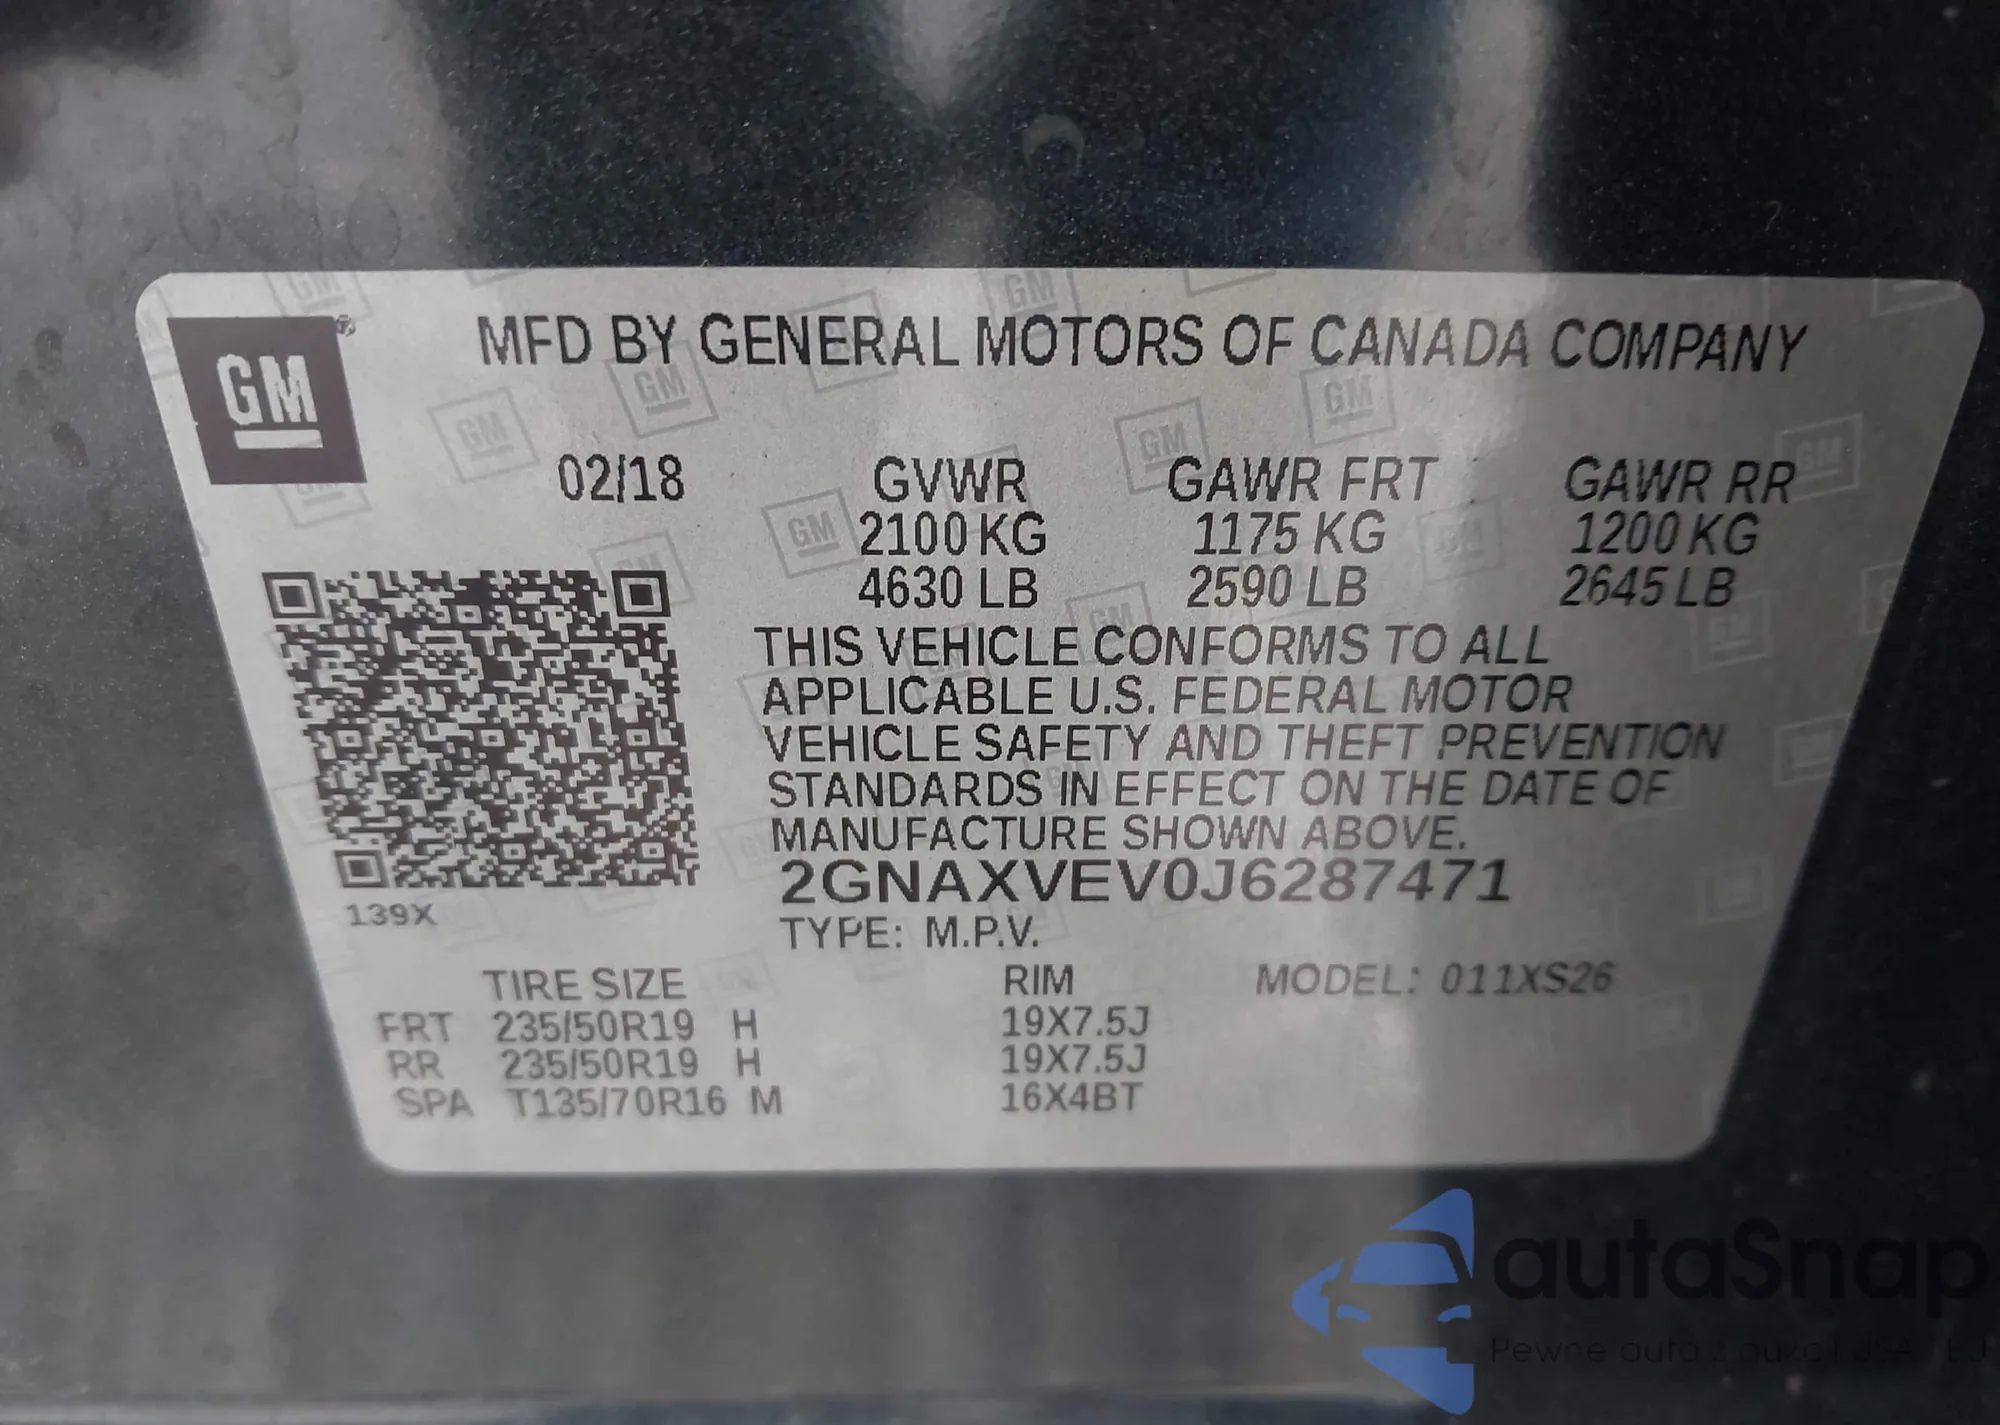 GM®
MFD BY GENERAL MOTORS OF CANADA COMPANY
02/18 GVWR GAWR FRT GAWR RR
2100 KG 1175 KG 1200 KG
4630 LB 2590 LB 2645 LB
THIS VEHICLE CONFORMS TO ALL
APPLICABLE U.S. FEDERAL MOTOR
VEHICLE SAFETY AND THEFT PREVENTION
STANDARDS IN EFFECT ON THE DATE OF
MANUFACTURE SHOWN ABOVE.
2GNAXVEV0J6287471
139X
TYPE: M.P.V.
TIRE SIZE RIM MODEL: 011XS26
FRT 235/50R19 H 19X7.5J
RR 235/50R19 H 19X7.5J
SPA T135/70R16 M 16X4BT
autaSnap
Pewne auta z